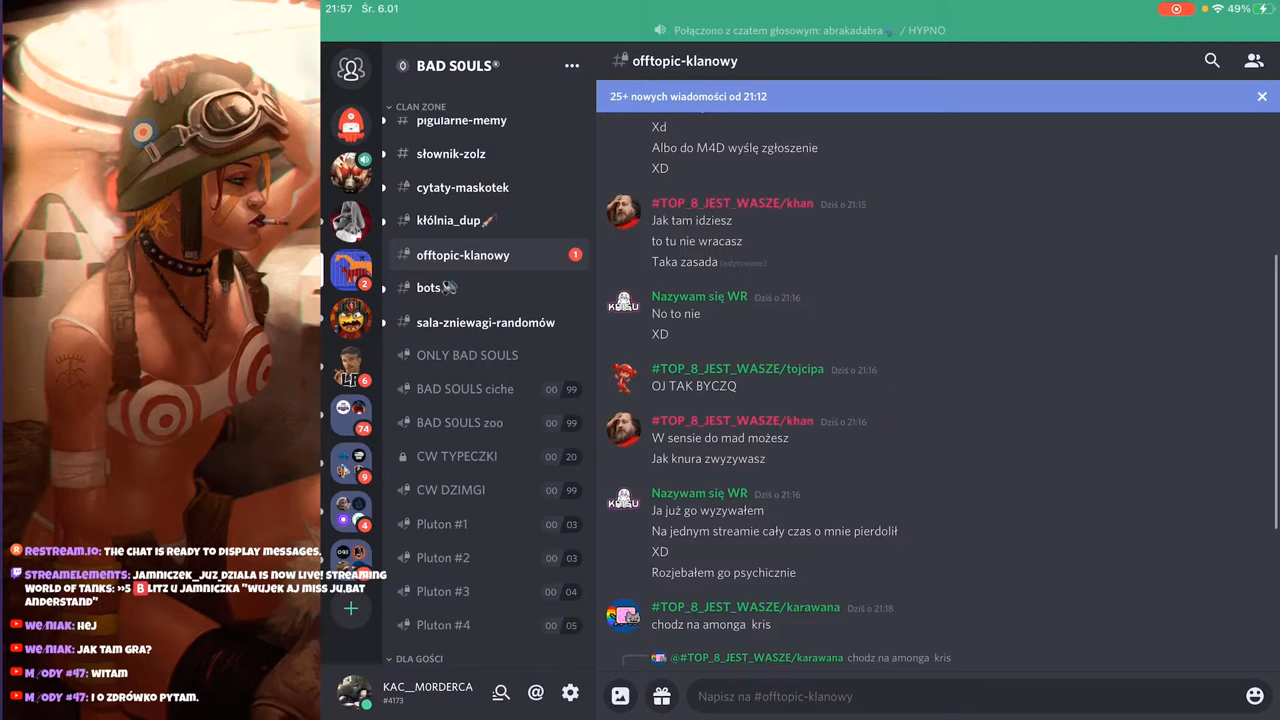 21:57 Śr. 6.01
49%
Połączono z czatem głosowym: abrakadabra / HYPNO
BAD SOULS®
CLAN ZONE
pigularne-memy
słownik-zolz
cytaty-maskotek
kłólnia_dup
offtopic-klanowy 1
bots
sala-zniewagi-randomów
ONLY BAD SOULS
BAD SOULS ciche 00 99
BAD SOULS zoo 00 99
CW TYPECZKI 00 20
CW DZIMGI 00 99
Pluton #1 00 03
Pluton #2 00 03
Pluton #3 00 04
Pluton #4 00 05
DLA GOŚCI
2
6
74
9
4
KAC__M0RDERCA
#4173
offtopic-klanowy
25+ nowych wiadomości od 21:12
Xd
Albo do M4D wyślę zgłoszenie
XD
#TOP_8_JEST_WASZE/khan Dziś o 21:15
Jak tam idziesz
to tu nie wracasz
Taka zasada (edytowane)
Nazywam się WR Dziś o 21:16
No to nie
XD
#TOP_8_JEST_WASZE/tojcipa Dziś o 21:16
OJ TAK BYCZQ
#TOP_8_JEST_WASZE/khan Dziś o 21:16
W sensie do mad możesz
Jak knura zwyzywasz
Nazywam się WR Dziś o 21:16
Ja już go wyzywałem
Na jednym streamie cały czas o mnie pierdolił
XD
Rozjebałem go psychicznie
#TOP_8_JEST_WASZE/karawana Dziś o 21:18
chodz na amonga kris
@#TOP_8_JEST_WASZE/karawana chodz na amonga kris
Napisz na #offtopic-klanowy
RESTREAM.IO: THE CHAT IS READY TO DISPLAY MESSAGES.
STREAMELEMENTS: JAMNICZEK_JUZ_DZIALA IS NOW LIVE! STREAMING
WORLD OF TANKS: >>5 BLITZ U JAMNICZKA "WUJEK AJ MISS JU,BAT
ANDERSTAND"
HEJ
JAK TAM GRA?
WITAM
I O ZDRÓWKO PYTAM.